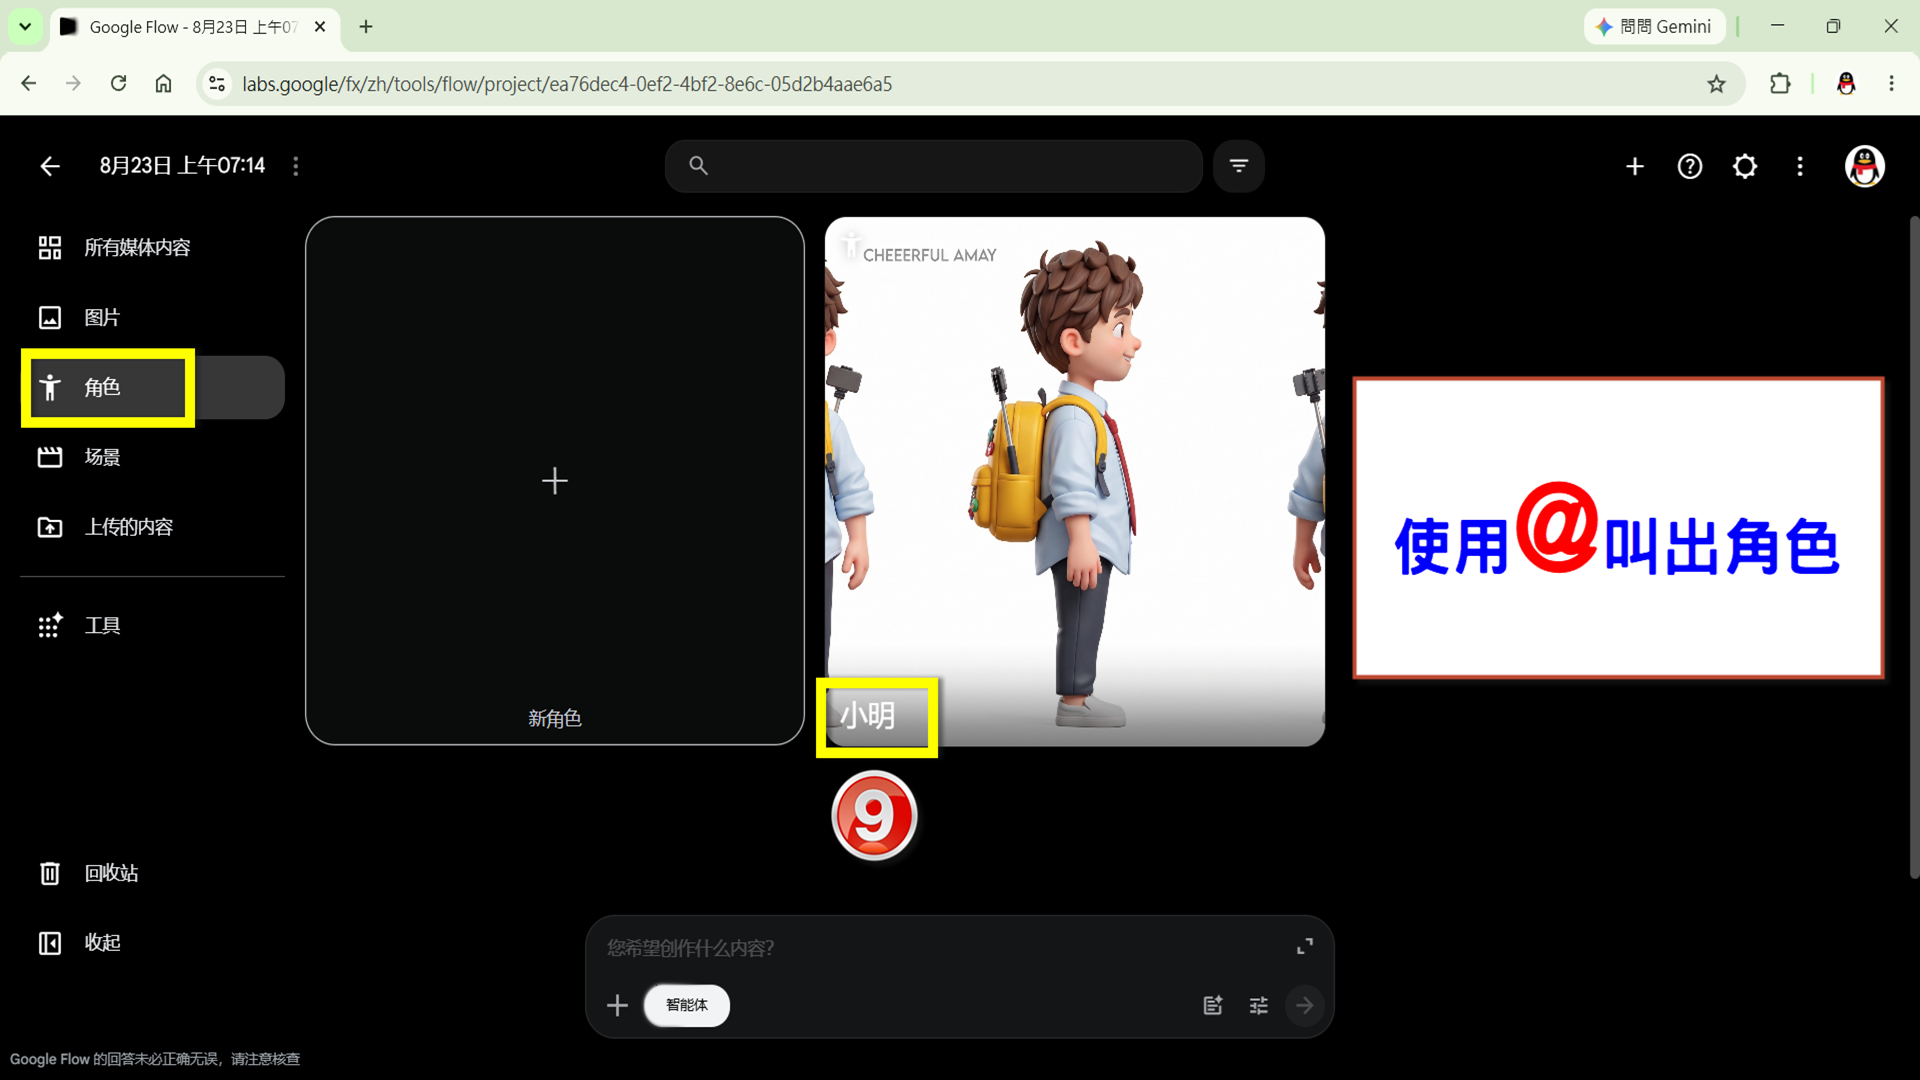 Google Flow - 8月23日 上午07
問問 Gemini
labs.google/fx/zh/tools/flow/project/ea76dec4-0ef2-4bf2-8e6c-05d2b4aae6a5
8月23日 上午07:14
所有媒体内容
图片
角色
场景
上传的内容
工具
回收站
收起
新角色
CHEEERFUL AMAY
小明
9
使用@叫出角色
您希望创作什么内容?
智能体
Google Flow 的回答未必正确无误，请注意核查